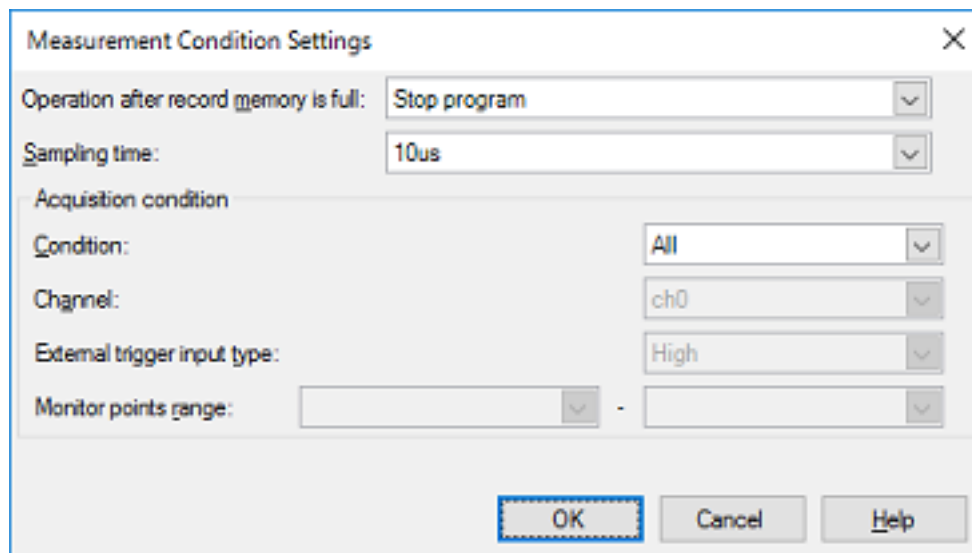 Measurement Condition Settings
Operation after record memory is full: Stop program
Sampling time: 10us
Acquisition condition
Condition: All
Channel: ch0
External trigger input type: High
Monitor points range: -
OK Cancel Help